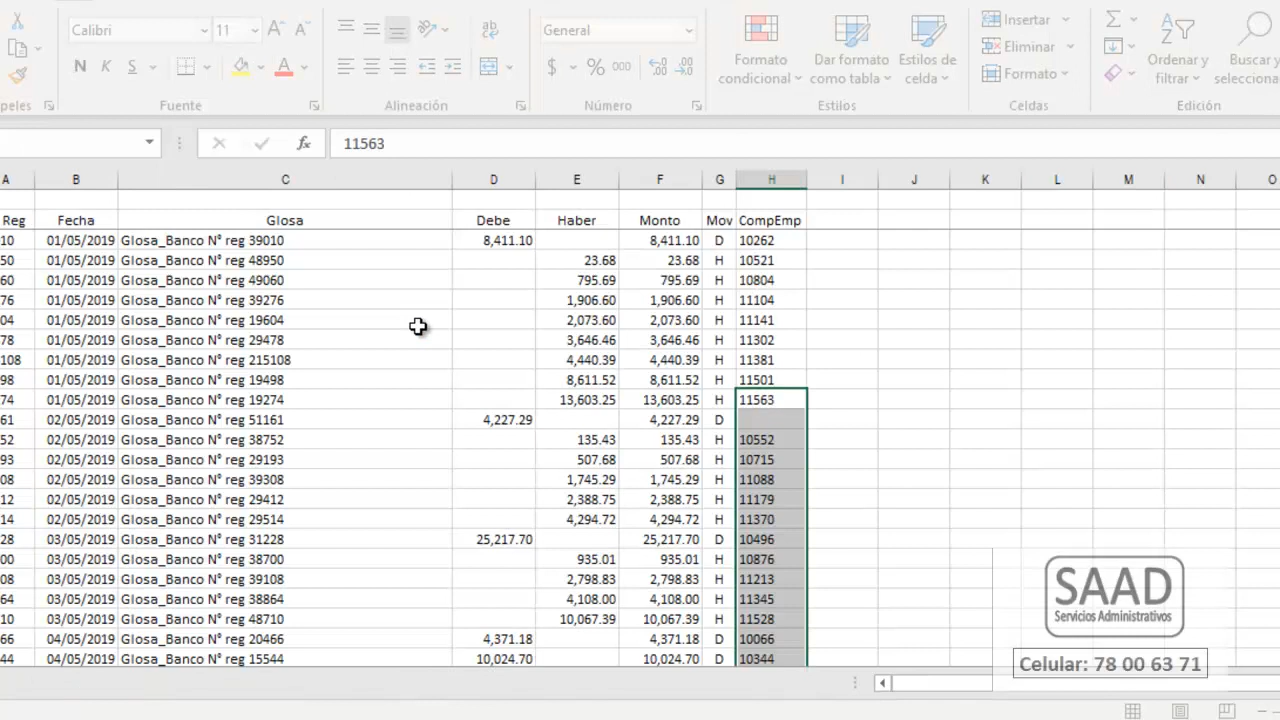 Calibri 11 A A ab General Insertar Σ A Z
N K S $ % 000 Formato condicional Dar formato como tabla Estilos de celda Eliminar Formato Ordenar y filtrar Buscar y selecciona
peles Fuente Alineación Número Estilos Celdas Edición
fx 11563
A B C D E F G H I J K L M N O
Reg Fecha Glosa Debe Haber Monto Mov CompEmp
10 01/05/2019 Glosa_Banco N° reg 39010 8,411.10 8,411.10 D 10262
50 01/05/2019 Glosa_Banco N° reg 48950 23.68 23.68 H 10521
60 01/05/2019 Glosa_Banco N° reg 49060 795.69 795.69 H 10804
76 01/05/2019 Glosa_Banco N° reg 39276 1,906.60 1,906.60 H 11104
04 01/05/2019 Glosa_Banco N° reg 19604 2,073.60 2,073.60 H 11141
78 01/05/2019 Glosa_Banco N° reg 29478 3,646.46 3,646.46 H 11302
108 01/05/2019 Glosa_Banco N° reg 215108 4,440.39 4,440.39 H 11381
98 01/05/2019 Glosa_Banco N° reg 19498 8,611.52 8,611.52 H 11501
74 01/05/2019 Glosa_Banco N° reg 19274 13,603.25 13,603.25 H 11563
61 02/05/2019 Glosa_Banco N° reg 51161 4,227.29 4,227.29 D
52 02/05/2019 Glosa_Banco N° reg 38752 135.43 135.43 H 10552
93 02/05/2019 Glosa_Banco N° reg 29193 507.68 507.68 H 10715
08 02/05/2019 Glosa_Banco N° reg 39308 1,745.29 1,745.29 H 11088
12 02/05/2019 Glosa_Banco N° reg 29412 2,388.75 2,388.75 H 11179
14 02/05/2019 Glosa_Banco N° reg 29514 4,294.72 4,294.72 H 11370
28 03/05/2019 Glosa_Banco N° reg 31228 25,217.70 25,217.70 D 10496
00 03/05/2019 Glosa_Banco N° reg 38700 935.01 935.01 H 10876
08 03/05/2019 Glosa_Banco N° reg 39108 2,798.83 2,798.83 H 11213
64 03/05/2019 Glosa_Banco N° reg 38864 4,108.00 4,108.00 H 11345
10 03/05/2019 Glosa_Banco N° reg 48710 10,067.39 10,067.39 H 11528
66 04/05/2019 Glosa_Banco N° reg 20466 4,371.18 4,371.18 D 10066
44 04/05/2019 Glosa_Banco N° reg 15544 10,024.70 10,024.70 D 10344
SAAD
Servicios Administrativos
Celular: 78 00 63 71